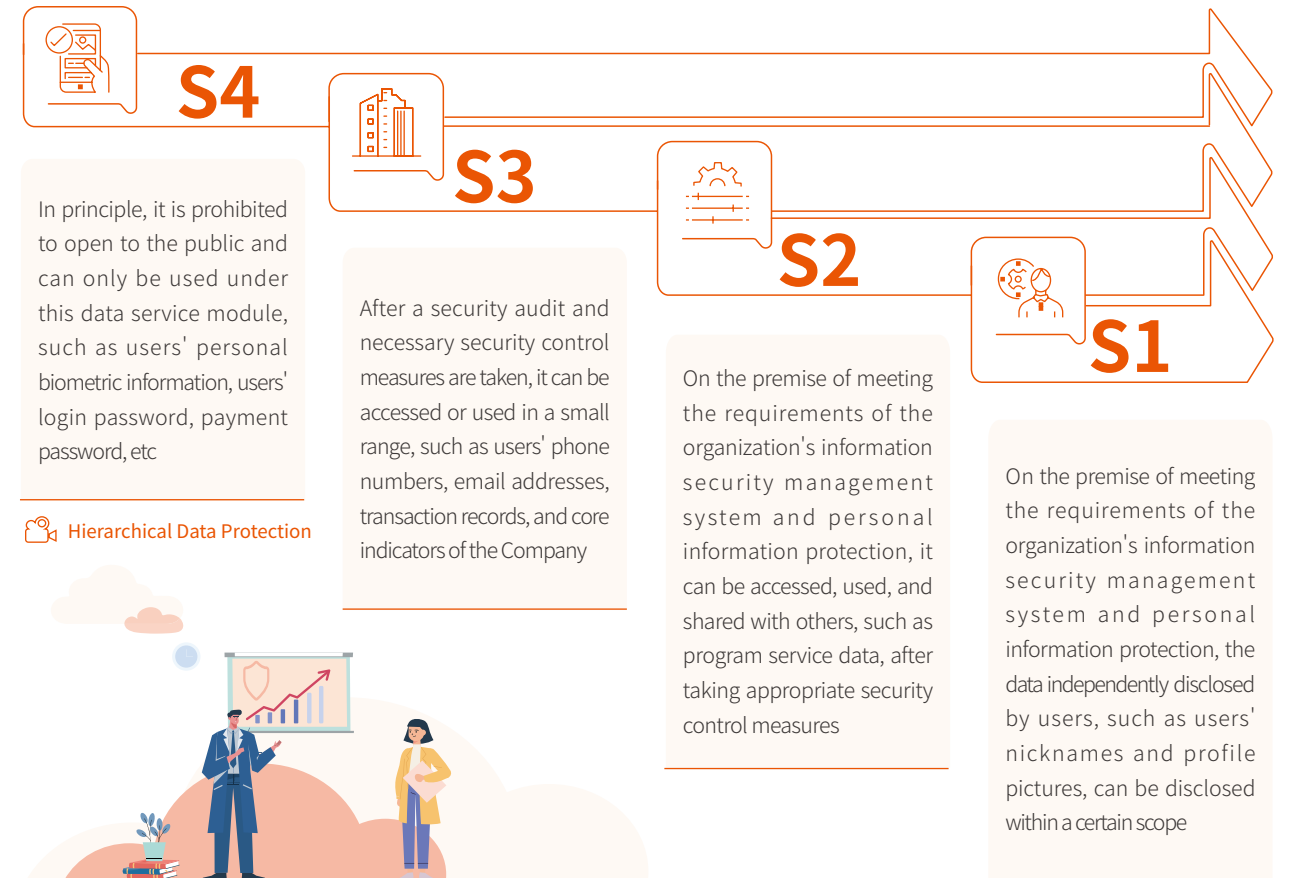 S4
In principle, it is prohibited
to open to the public and
can only be used under
this data service module,
such as users' personal
biometric information, users'
login password, payment
password, etc
Hierarchical Data Protection
S3
After a security audit and
necessary security control
measures are taken, it can be
accessed or used in a small
range, such as users' phone
numbers, email addresses,
transaction records, and core
indicators of the Company
S2
On the premise of meeting
the requirements of the
organization's information
security management
system and personal
information protection, it
can be accessed, used, and
shared with others, such as
program service data, after
taking appropriate security
control measures
S1
On the premise of meeting
the requirements of the
organization's information
security management
system and personal
information protection, the
data independently disclosed
by users, such as users'
nicknames and profile
pictures, can be disclosed
within a certain scope